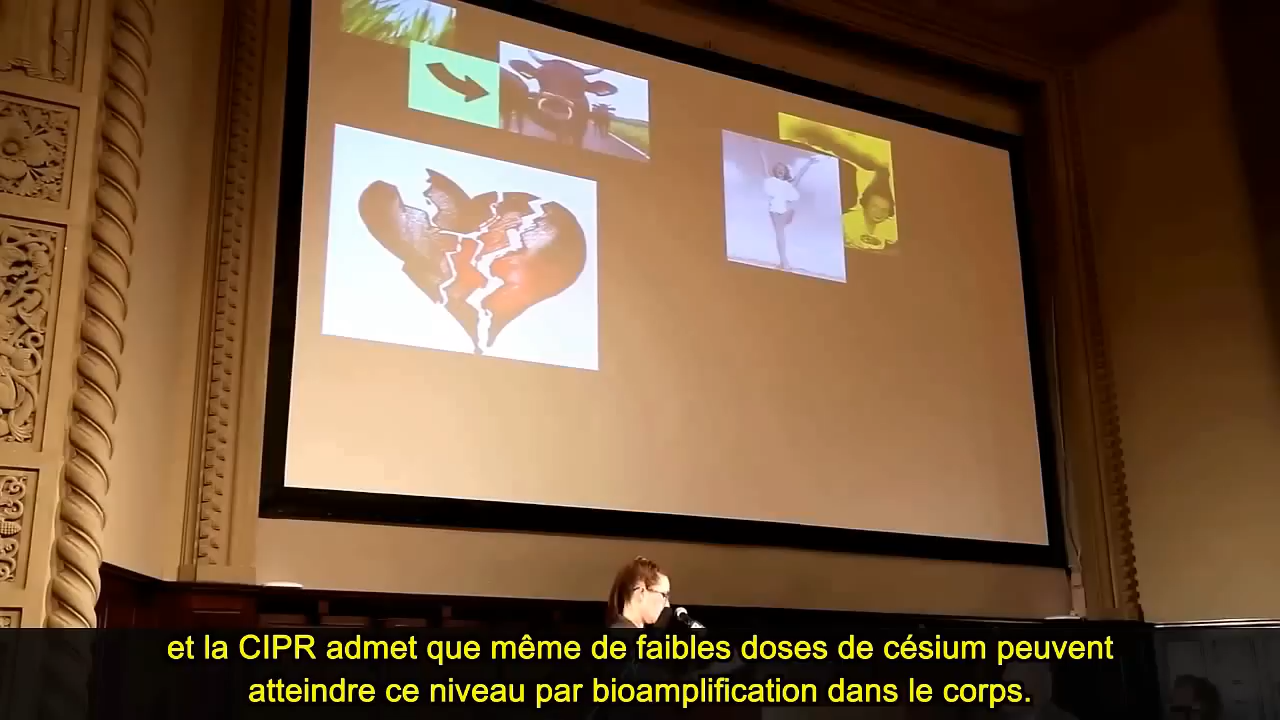 et la CIPR admet que même de faibles doses de césium peuvent
atteindre ce niveau par bioamplification dans le corps.